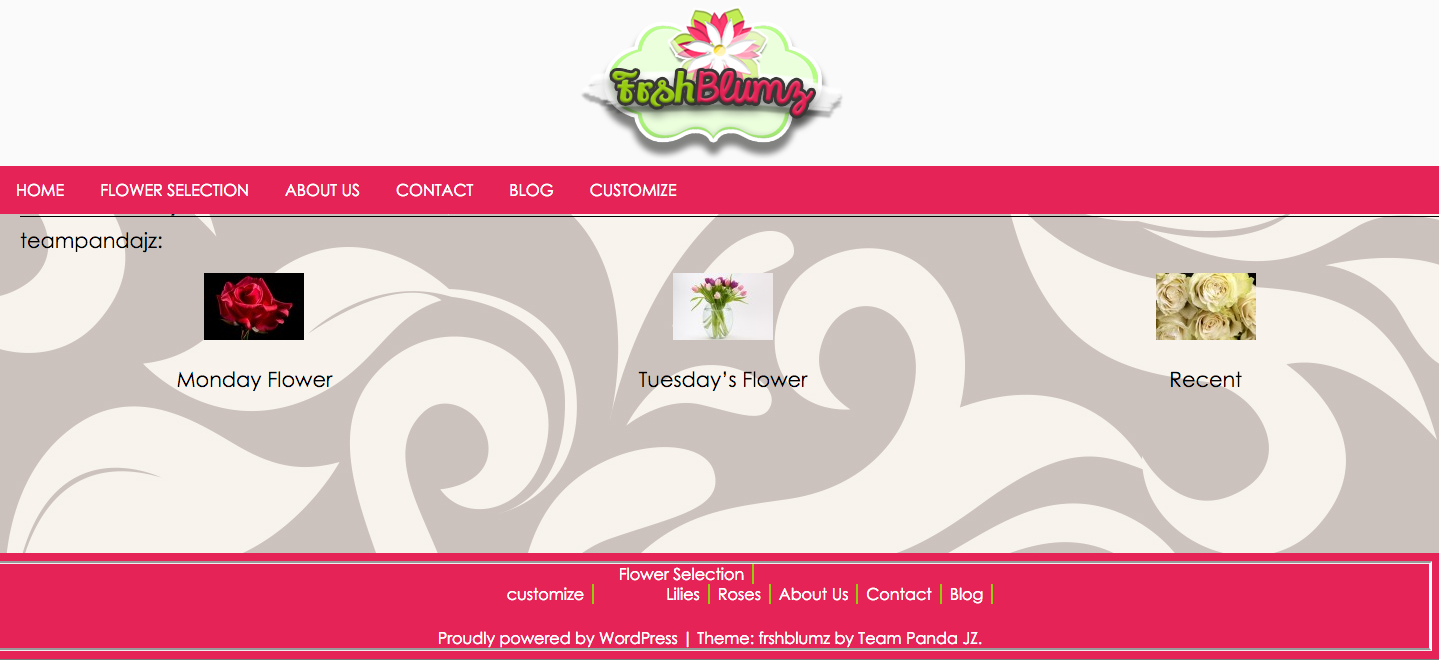 FrshBlumz
HOME FLOWER SELECTION ABOUT US CONTACT BLOG CUSTOMIZE
teampandajz:
Monday Flower Tuesday’s Flower Recent
Flower Selection |
customize | Lilies | Roses | About Us | Contact | Blog |
Proudly powered by WordPress | Theme: frshblumz by Team Panda JZ.